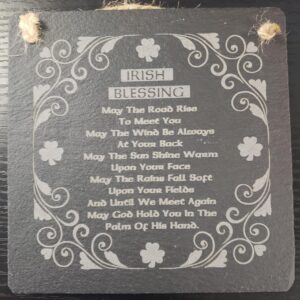 IRISH
BLESSING
May The Road Rise
To Meet You
May The Wind Be Always
At Your Back
May The Sun Shine Warm
Upon Your Face
May The Rains Fall Soft
Upon Your Fields
And Until We Meet Again
May God Hold You In The
Palm Of His Hand.